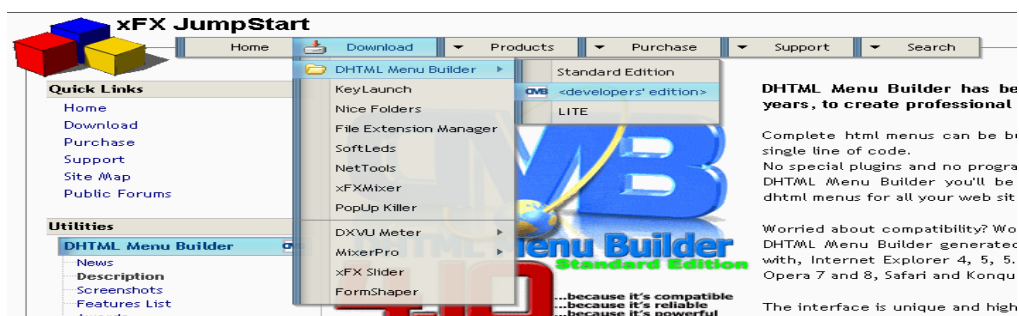 xFX JumpStart
Home Download Products Purchase Support Search
DHTML Menu Builder
KeyLaunch
Nice Folders
File Extension Manager
SoftLeds
NetTools
xFXMixer
PopUp Killer
DXVU Meter
MixerPro
xFX Slider
FormShaper
Standard Edition
DMB <developers' edition>
LITE
Quick Links
Home
Download
Purchase
Support
Site Map
Public Forums
Utilities
DHTML Menu Builder
News
Description
Screenshots
Features List
DHTML Menu Builder
Standard Edition
...because it's compatible
...because it's reliable
...because it's powerful
DHTML Menu Builder has be
years, to create professional
Complete html menus can be bu
single line of code.
No special plugins and no progra
DHTML Menu Builder you'll be
dhtml menus for all your web sit
Worried about compatibility? Wo
DHTML Menu Builder generated
with, Internet Explorer 4, 5, 5.
Opera 7 and 8, Safari and Konqu
The interface is unique and high